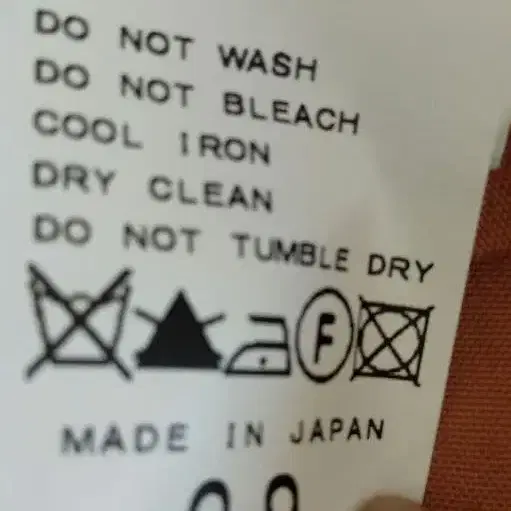 DO NOT WASH
DO NOT BLEACH
COOL IRON
DRY CLEAN
DO NOT TUMBLE DRY
F
MADE IN JAPAN